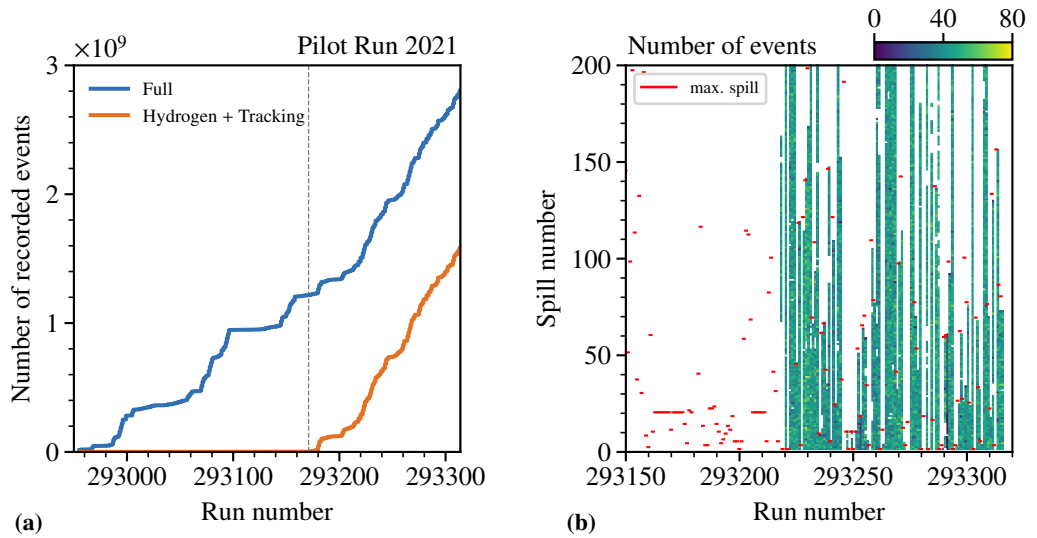 ×10⁹
Pilot Run 2021
3
2
1
0
Full
Hydrogen + Tracking
Number of recorded events
293000
293100
293200
293300
Run number
(a)
0
40
80
Number of events
200
150
100
50
0
max. spill
Spill number
293150
293200
293250
293300
Run number
(b)